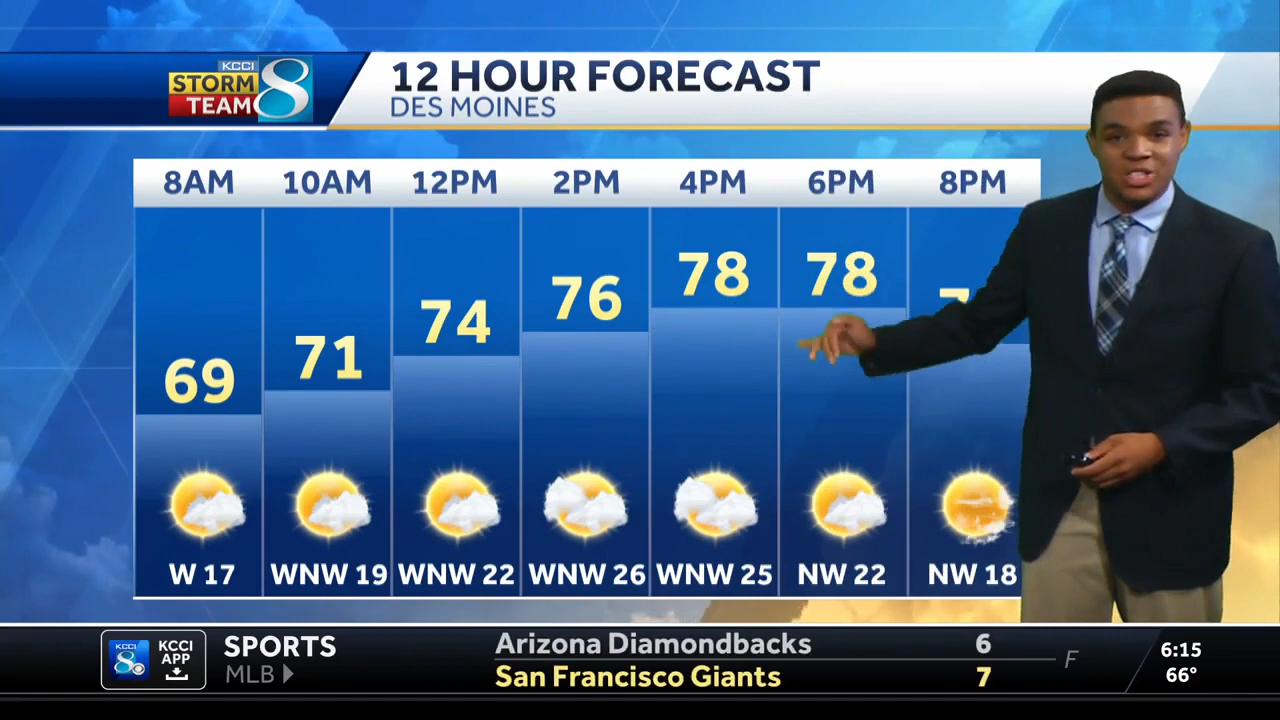 KCCI
STORM
TEAM 8
12 HOUR FORECAST
DES MOINES
8AM 10AM 12PM 2PM 4PM 6PM 8PM
69 71 74 76 78 78
W 17 WNW 19 WNW 22 WNW 26 WNW 25 NW 22 NW 18
KCCI
8
KCCI
APP
SPORTS
MLB
Arizona Diamondbacks 6
San Francisco Giants 7
F
6:15
66°